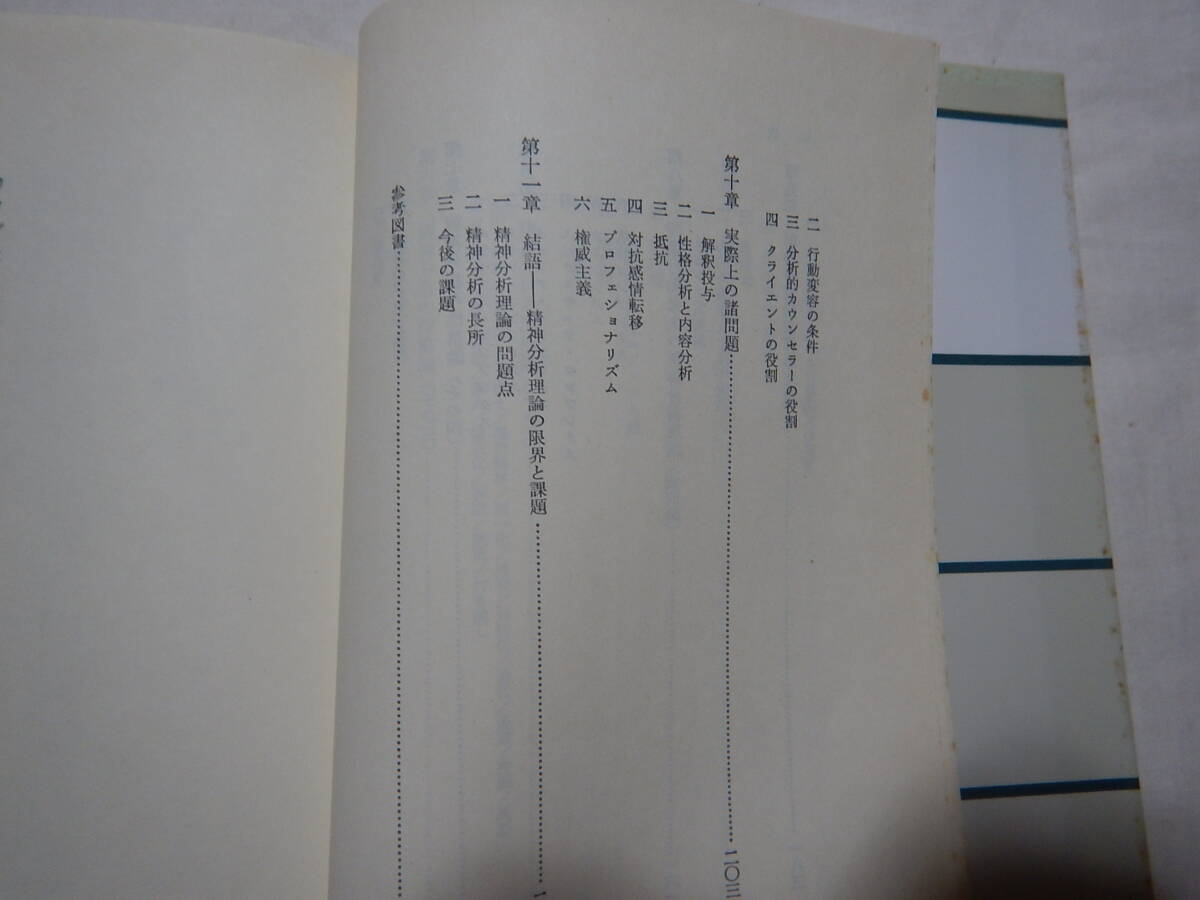 二　行動変容の条件
三　分析的カウンセラーの役割
四　クライエントの役割
第十章　実際上の諸問題……………………………二〇三
一　解釈投与
二　性格分析と内容分析
三　抵抗
四　対抗感情転移
五　プロフェショナリズム
六　権威主義
第十一章　結語――精神分析理論の限界と課題……………………………
一　精神分析理論の問題点
二　精神分析の長所
三　今後の課題
参考図書……………………………